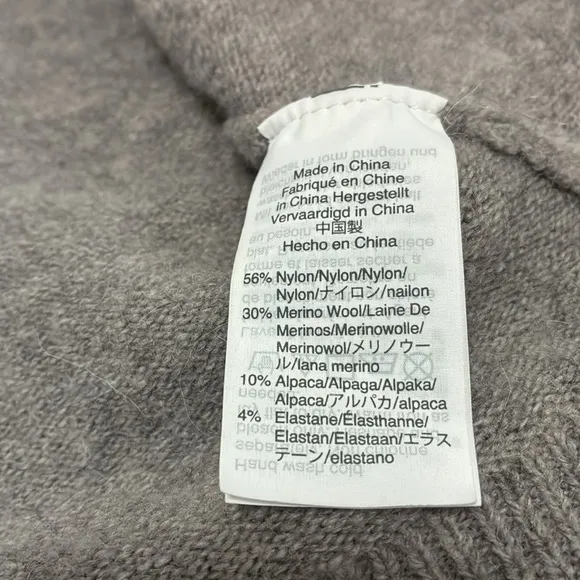 Made in China
Fabriqué en Chine
in China Hergestellt
Vervaardigd in China
中国製
Hecho en China
56% Nylon/Nylon/Nylon/
Nylon/ナイロン/nailon
30% Merino Wool/Laine De
Merinos/Merinowolle/
Merinowol/メリノウー
ル/lana merino
10% Alpaca/Alpaga/Alpaka/
Alpaca/アルパカ/alpaca
4% Elastane/Élasthanne/
Elastan/Elastaan/エラス
テーン/elastano